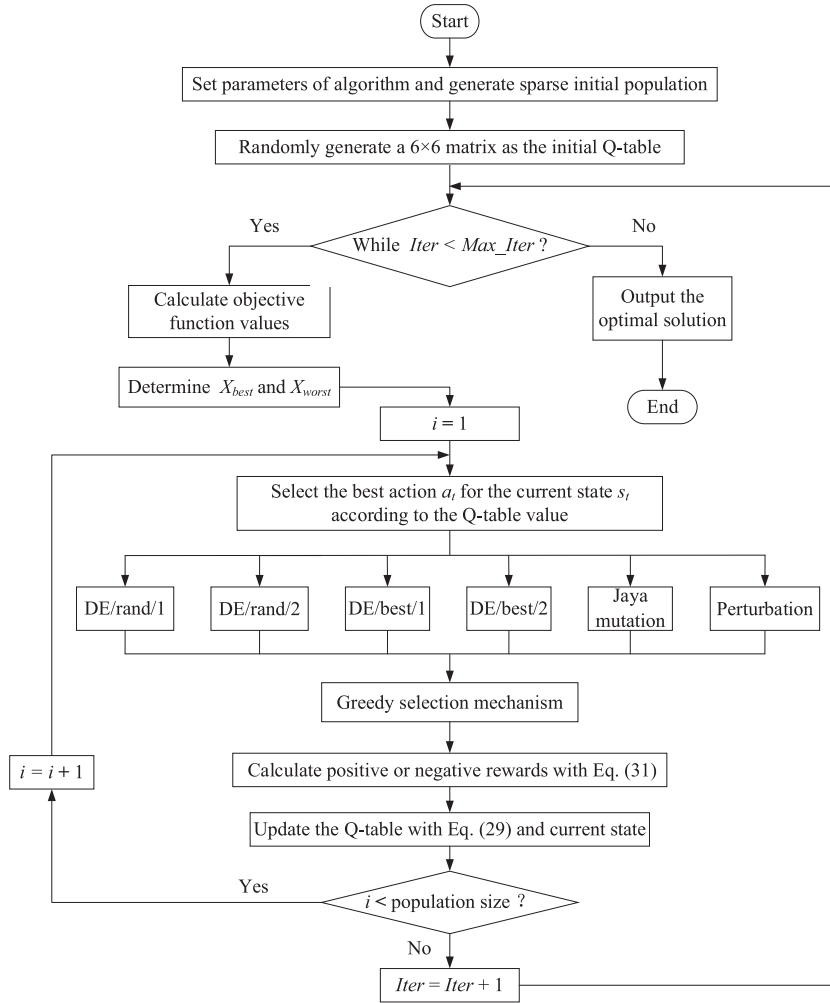 Start
Set parameters of algorithm and generate sparse initial population
Randomly generate a 6×6 matrix as the initial Q-table
Yes
No
While Iter < Max_Iter ?
Calculate objective
function values
Output the
optimal solution
Determine X_best and X_worst
End
i = 1
Select the best action a_t for the current state s_t
according to the Q-table value
DE/rand/1
DE/rand/2
DE/best/1
DE/best/2
Jaya
mutation
Perturbation
Greedy selection mechanism
i = i + 1
Calculate positive or negative rewards with Eq. (31)
Update the Q-table with Eq. (29) and current state
Yes
i < population size ?
No
Iter = Iter + 1